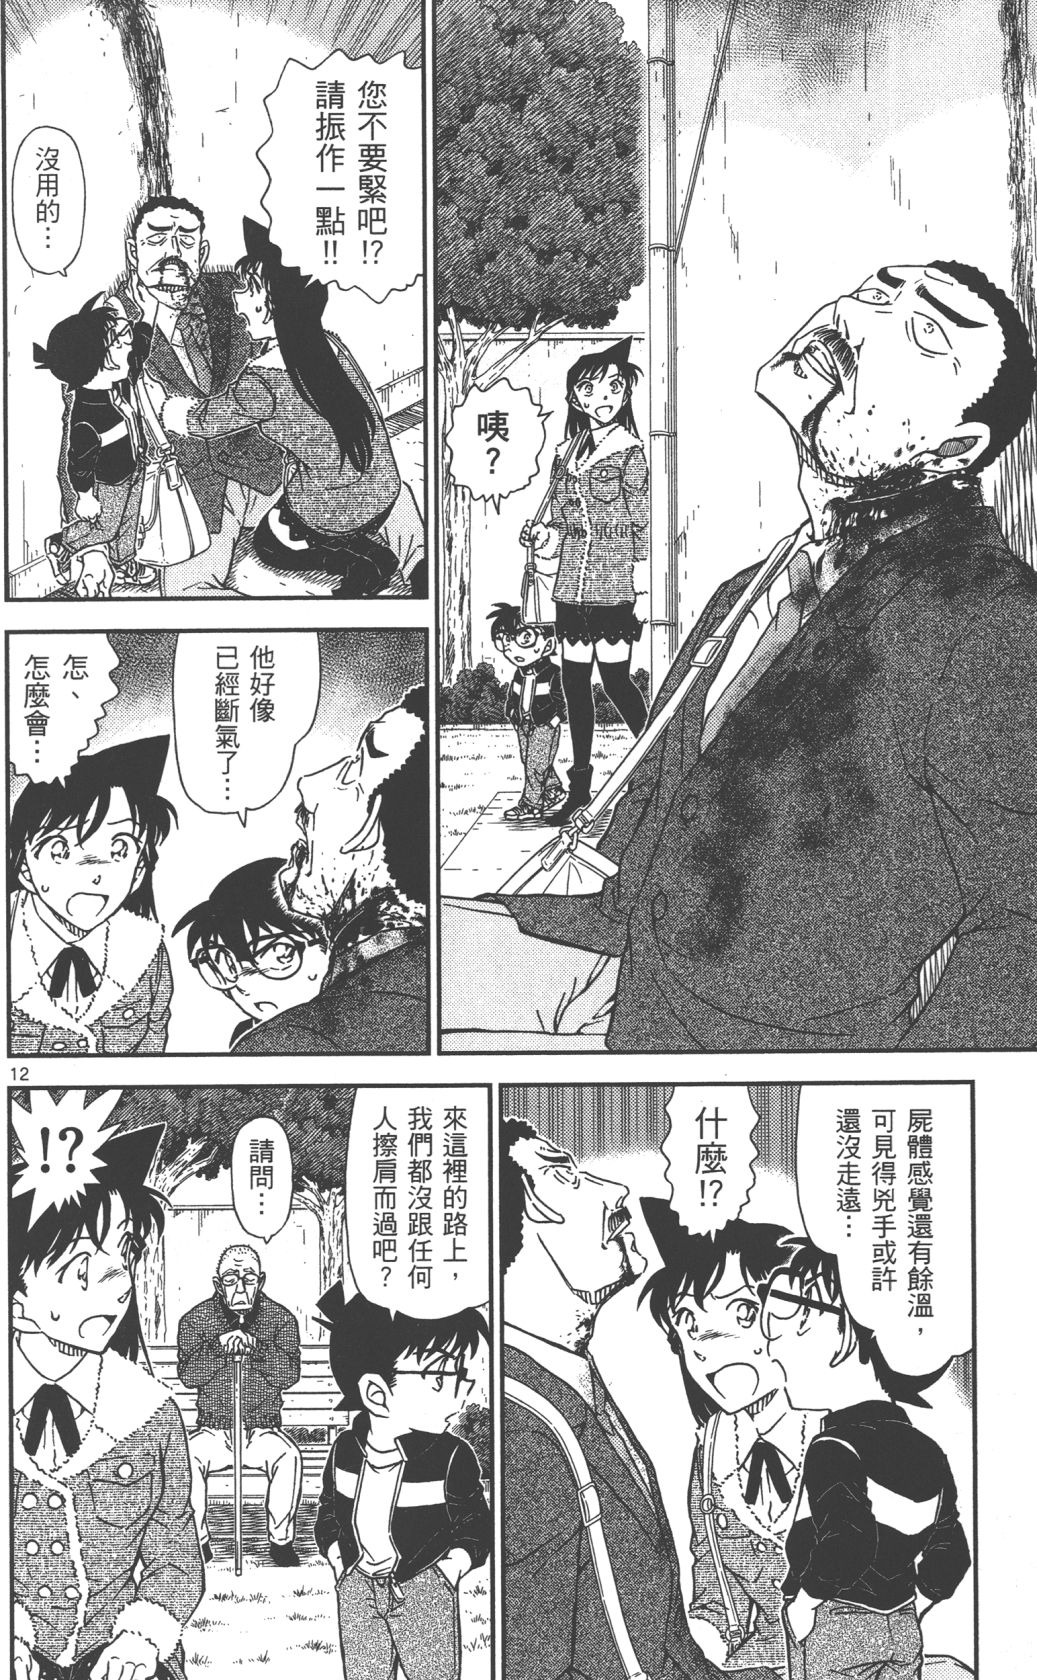 咦？
您不要緊吧!?
請振作一點!!
沒用的…
他好像
已經斷氣了…
怎、
怎麼會…
12
屍體感覺還有餘溫，
可見得兇手或許
還沒走遠…
什麼!?
來這裡的路上，
我們都沒跟任何
人擦肩而過吧？
請問…
!?